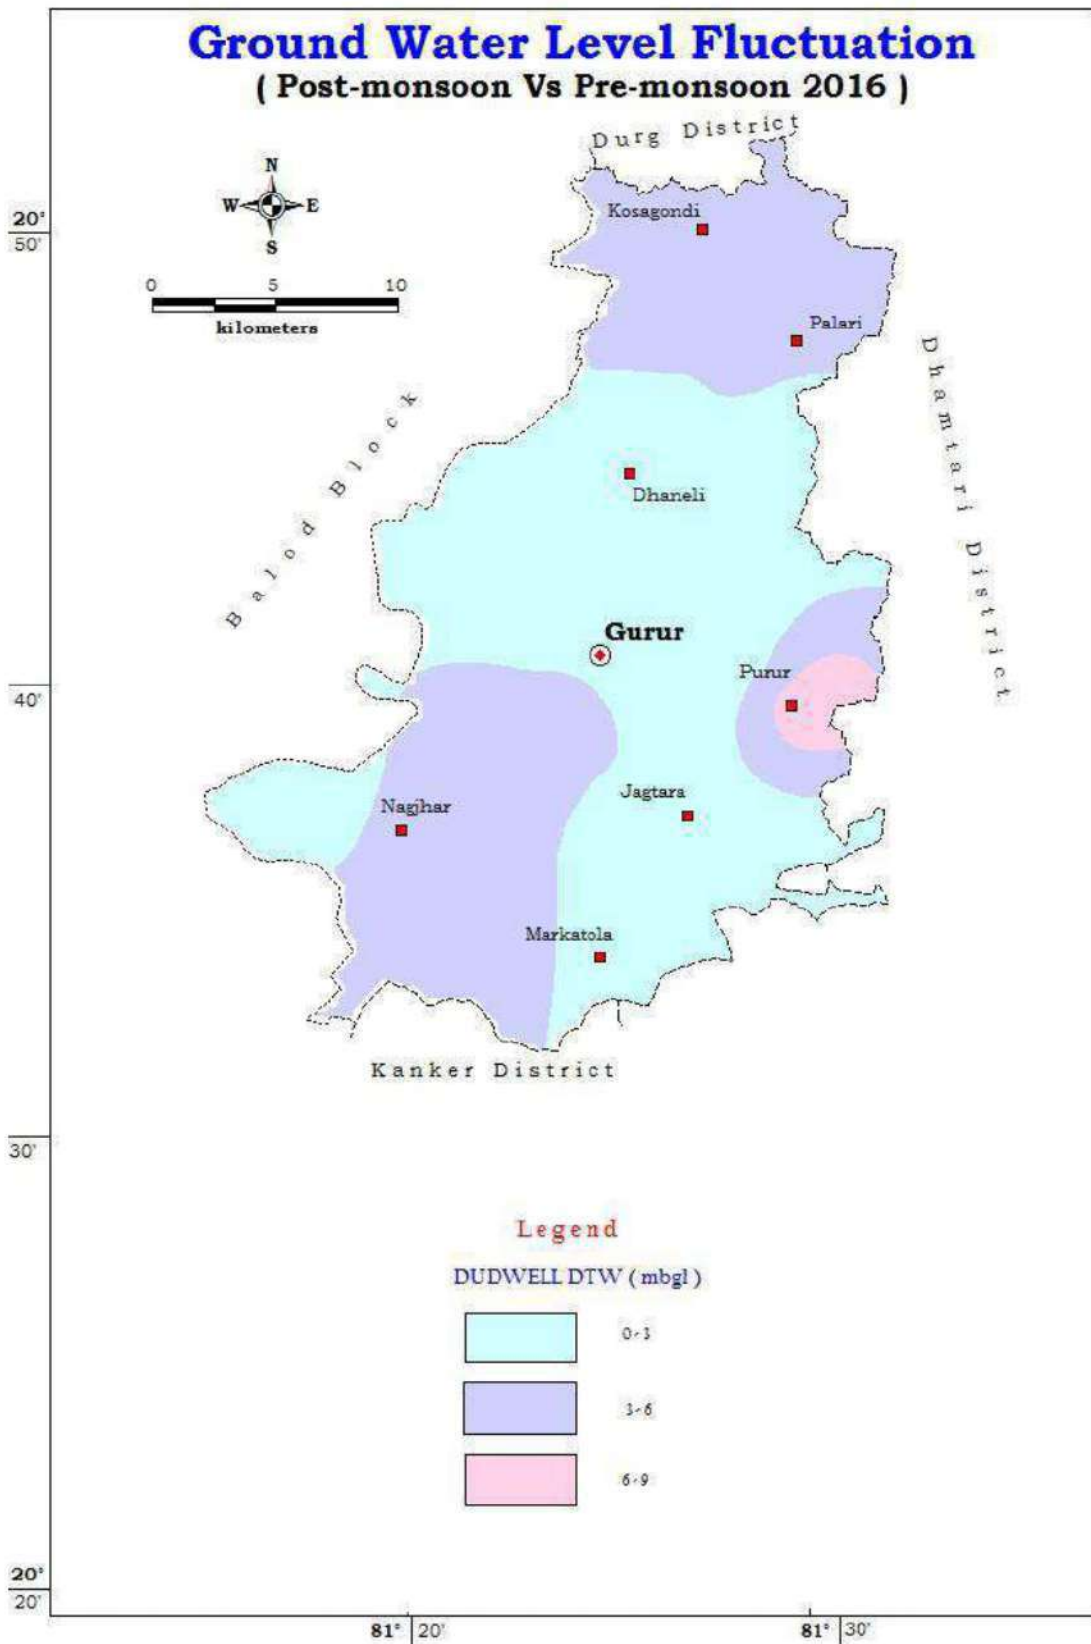 Ground Water Level Fluctuation
( Post-monsoon Vs Pre-monsoon 2016 )
Durg District
N
W E
S
20°
50'
0 5 10
kilometers
Kosagondi
Palari
Dhamtari District
Balod Block
Dhaneli
Gurur
40'
Purur
Jagtara
Nagjhar
Markatola
Kanker District
30'
Legend
DUDWELL DTW ( mbgl )
0-3
3-6
6-9
20°
20'
81° 20'
81° 30'